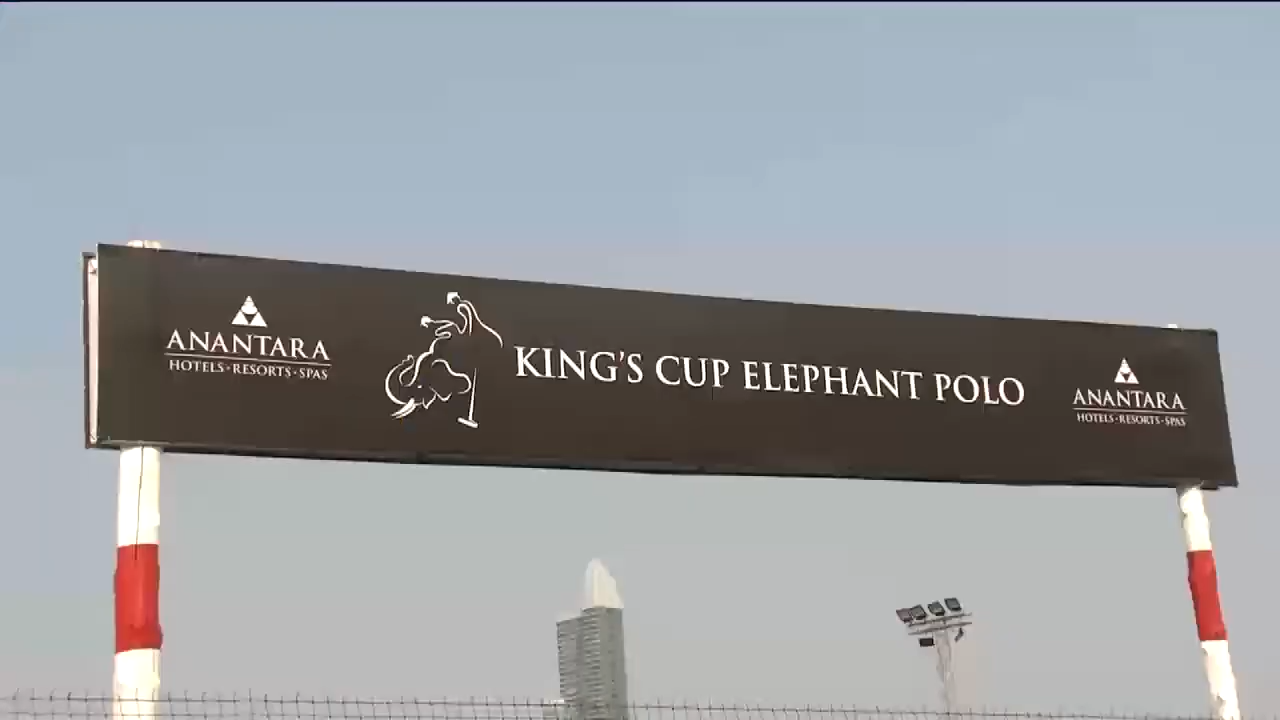 ANANTARA
HOTELS · RESORTS · SPAS
KING'S CUP ELEPHANT POLO
ANANTARA
HOTELS · RESORTS · SPAS